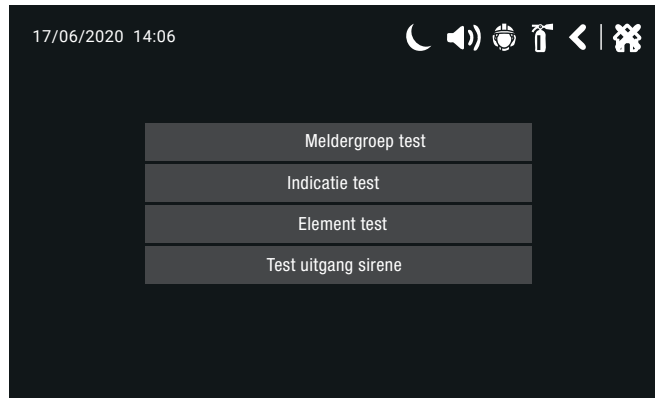 17/06/2020 14:06
Meldergroep test
Indicatie test
Element test
Test uitgang sirene